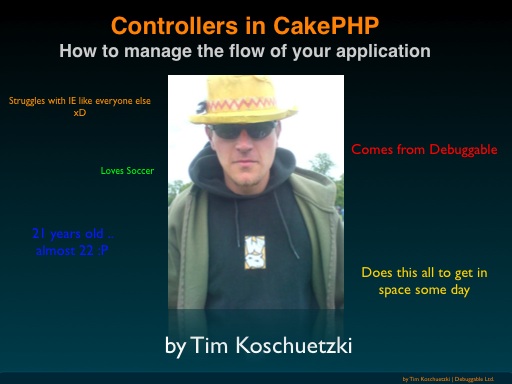 Controllers in CakePHP
How to manage the flow of your application
Struggles with IE like everyone else
xD
Comes from Debuggable
Loves Soccer
21 years old ..
almost 22 :P
Does this all to get in
space some day
by Tim Koschuetzki
by Tim Koschuetzki | Debuggable Ltd.